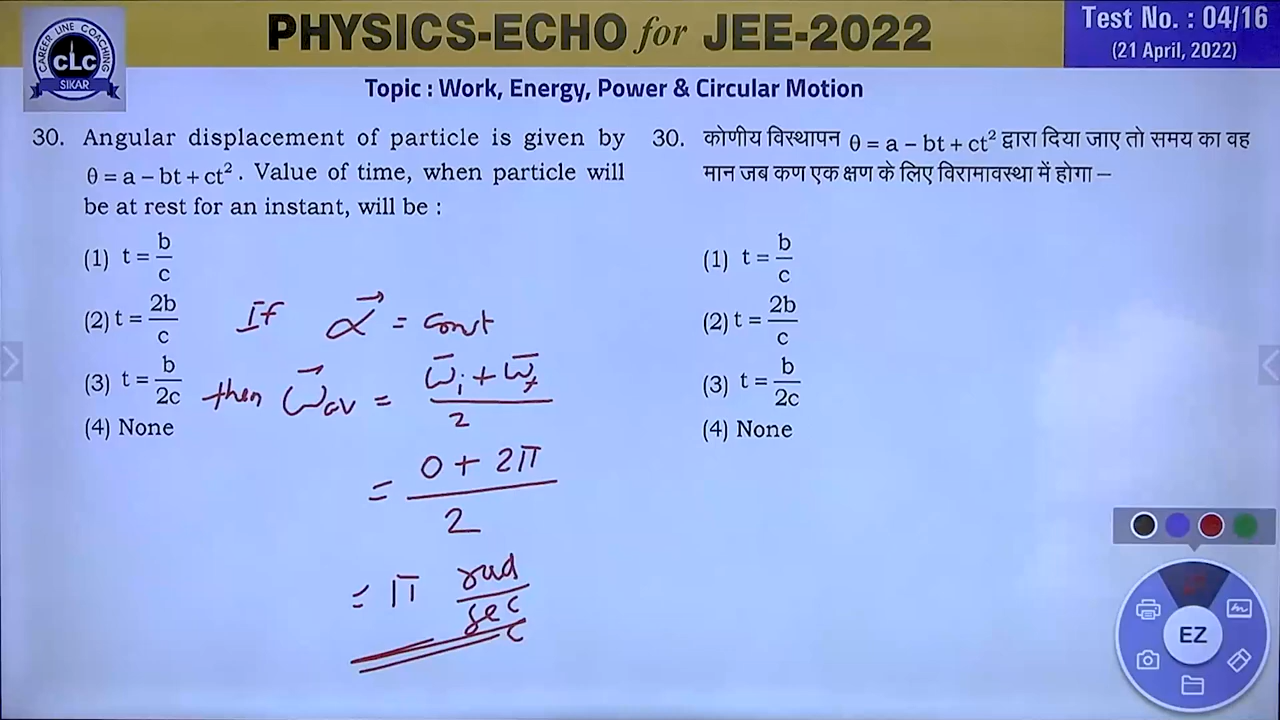 CAREER LINE COACHING
CLC
SIKAR
PHYSICS-ECHO for JEE-2022
Test No. : 04/16
(21 April, 2022)
Topic : Work, Energy, Power & Circular Motion
30. Angular displacement of particle is given by
θ = a − bt + ct². Value of time, when particle will
be at rest for an instant, will be :
(1) t = b/c
(2) t = 2b/c
(3) t = b/2c
(4) None
30. कोणीय विस्थापन θ = a − bt + ct² द्वारा दिया जाए तो समय का वह
मान जब कण एक क्षण के लिए विरामावस्था में होगा –
(1) t = b/c
(2) t = 2b/c
(3) t = b/2c
(4) None
If α⃗ = const
then ω⃗av = (ω̄i + ω̄f)/2
= (0 + 2π)/2
= π rad/sec
EZ